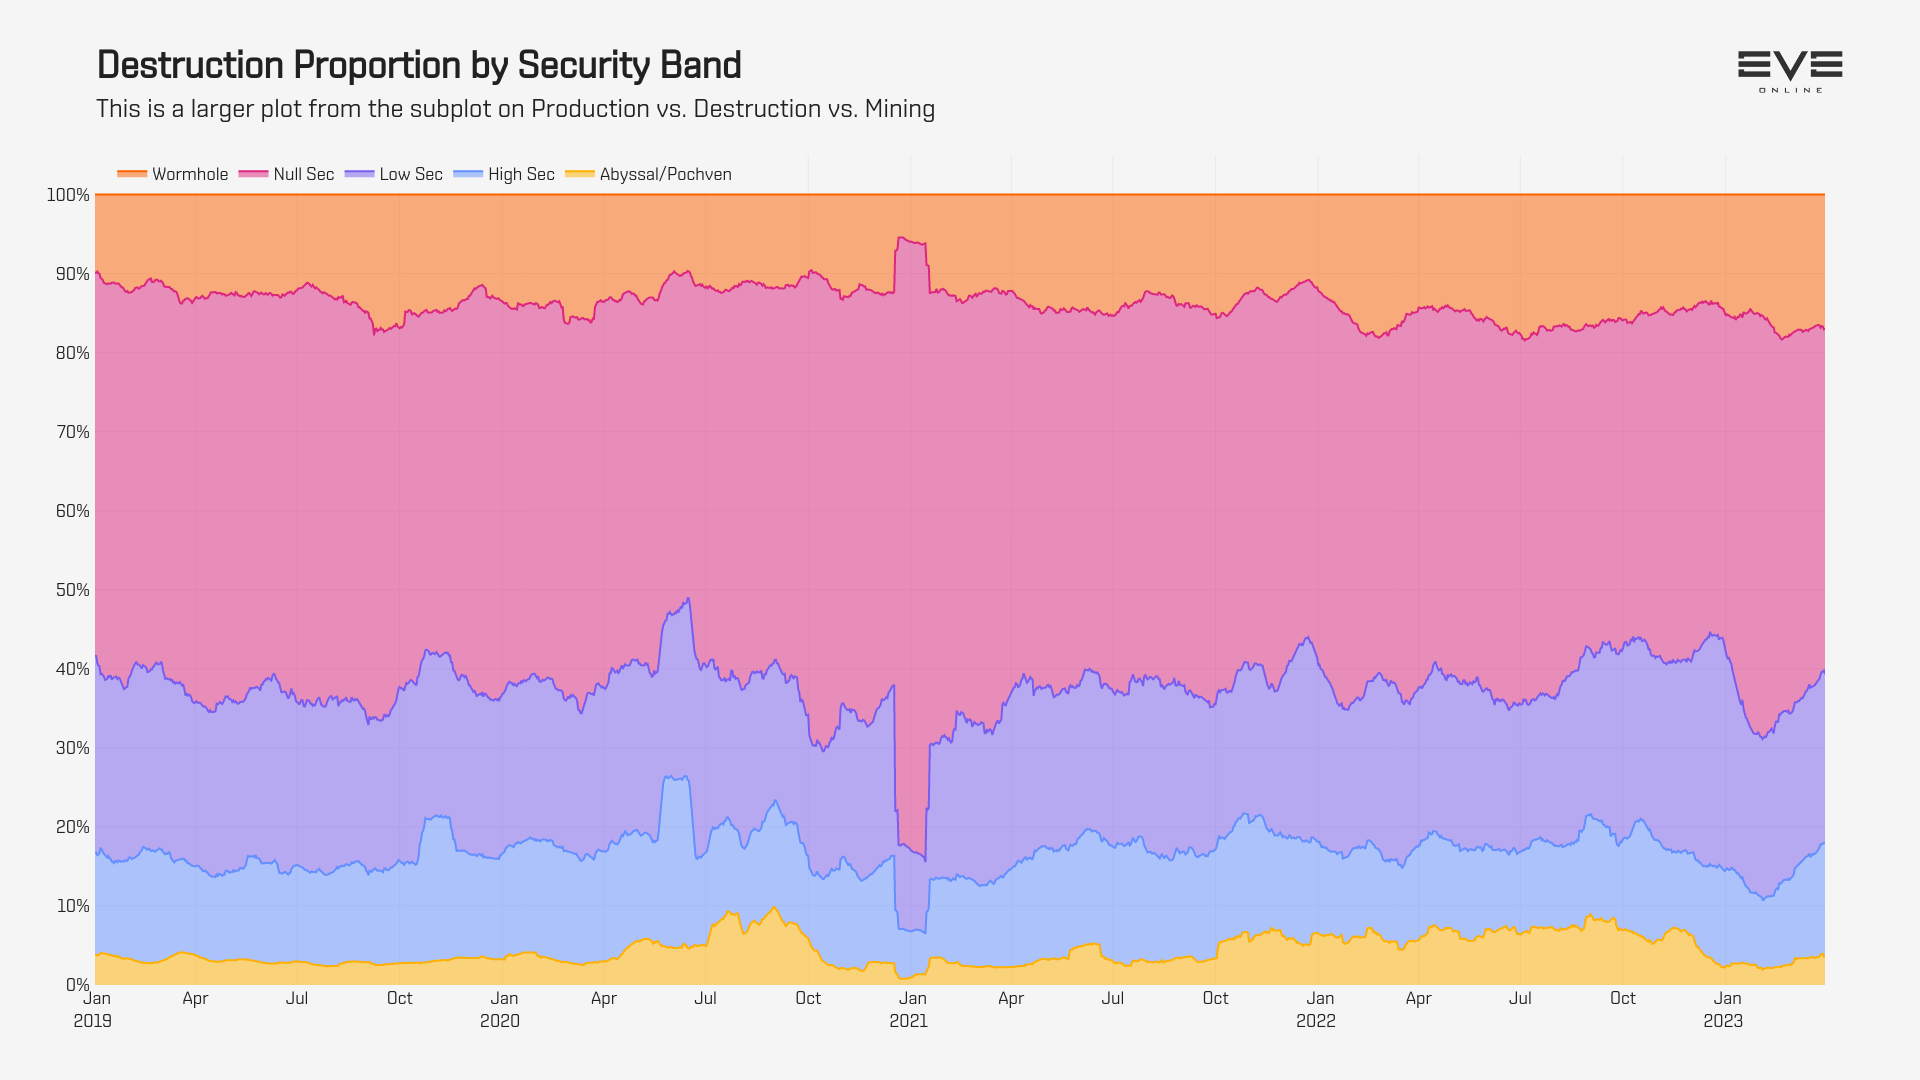 Destruction Proportion by Security Band
This is a larger plot from the subplot on Production vs. Destruction vs. Mining
EVE
ONLINE
Wormhole Null Sec Low Sec High Sec Abyssal/Pochven
100%
90%
80%
70%
60%
50%
40%
30%
20%
10%
0%
Jan Apr Jul Oct Jan Apr Jul Oct Jan Apr Jul Oct Jan Apr Jul Oct Jan
2019 2020 2021 2022 2023